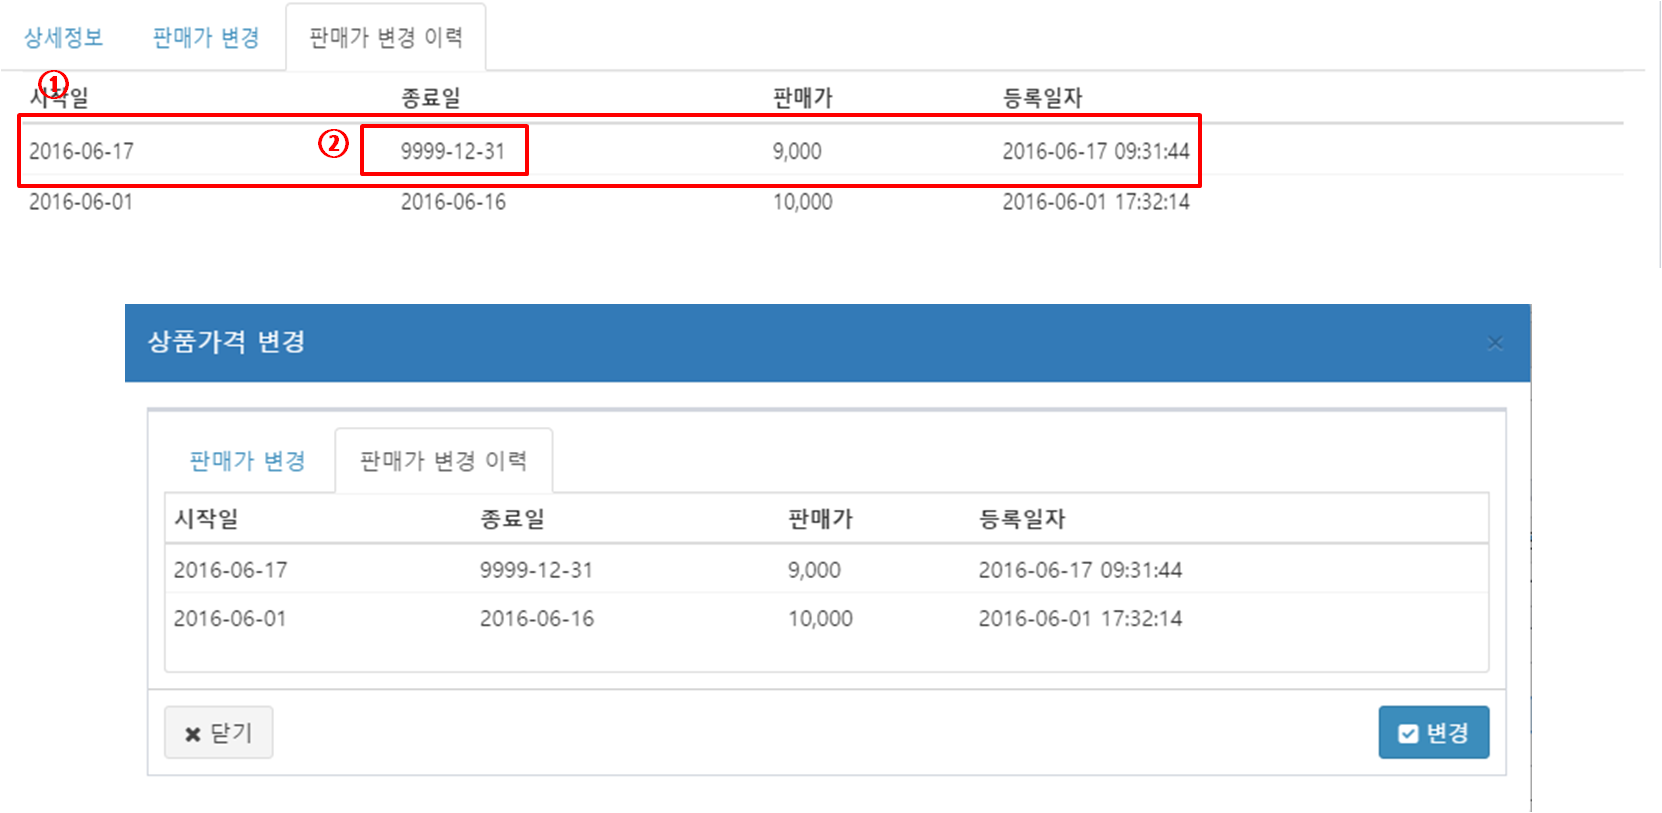 상세정보 판매가 변경 판매가 변경 이력
①
시작일 종료일 판매가 등록일자
2016-06-17 ② 9999-12-31 9,000 2016-06-17 09:31:44
2016-06-01 2016-06-16 10,000 2016-06-01 17:32:14
상품가격 변경 ×
판매가 변경 판매가 변경 이력
시작일 종료일 판매가 등록일자
2016-06-17 9999-12-31 9,000 2016-06-17 09:31:44
2016-06-01 2016-06-16 10,000 2016-06-01 17:32:14
닫기 변경